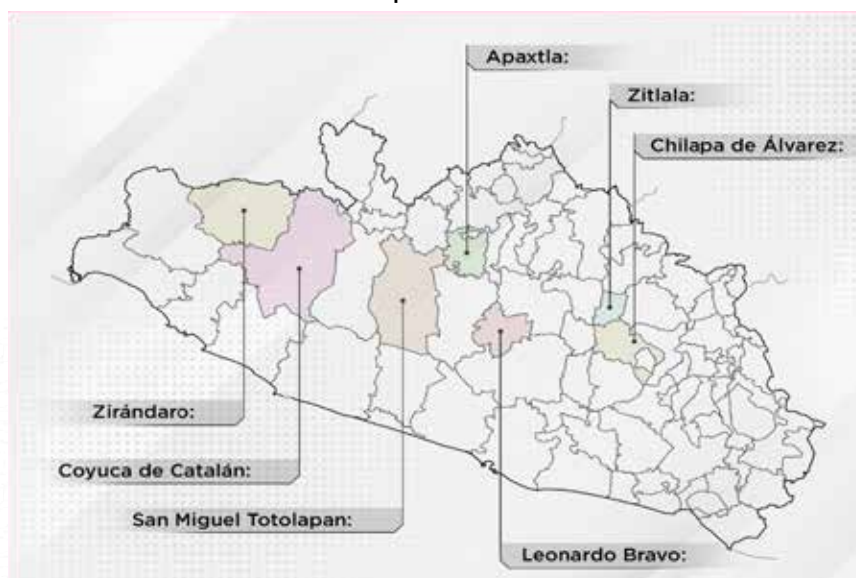 Apaxtla:
Zitlala:
Chilapa de Álvarez:
Zirándaro:
Coyuca de Catalán:
San Miguel Totolapan:
Leonardo Bravo: